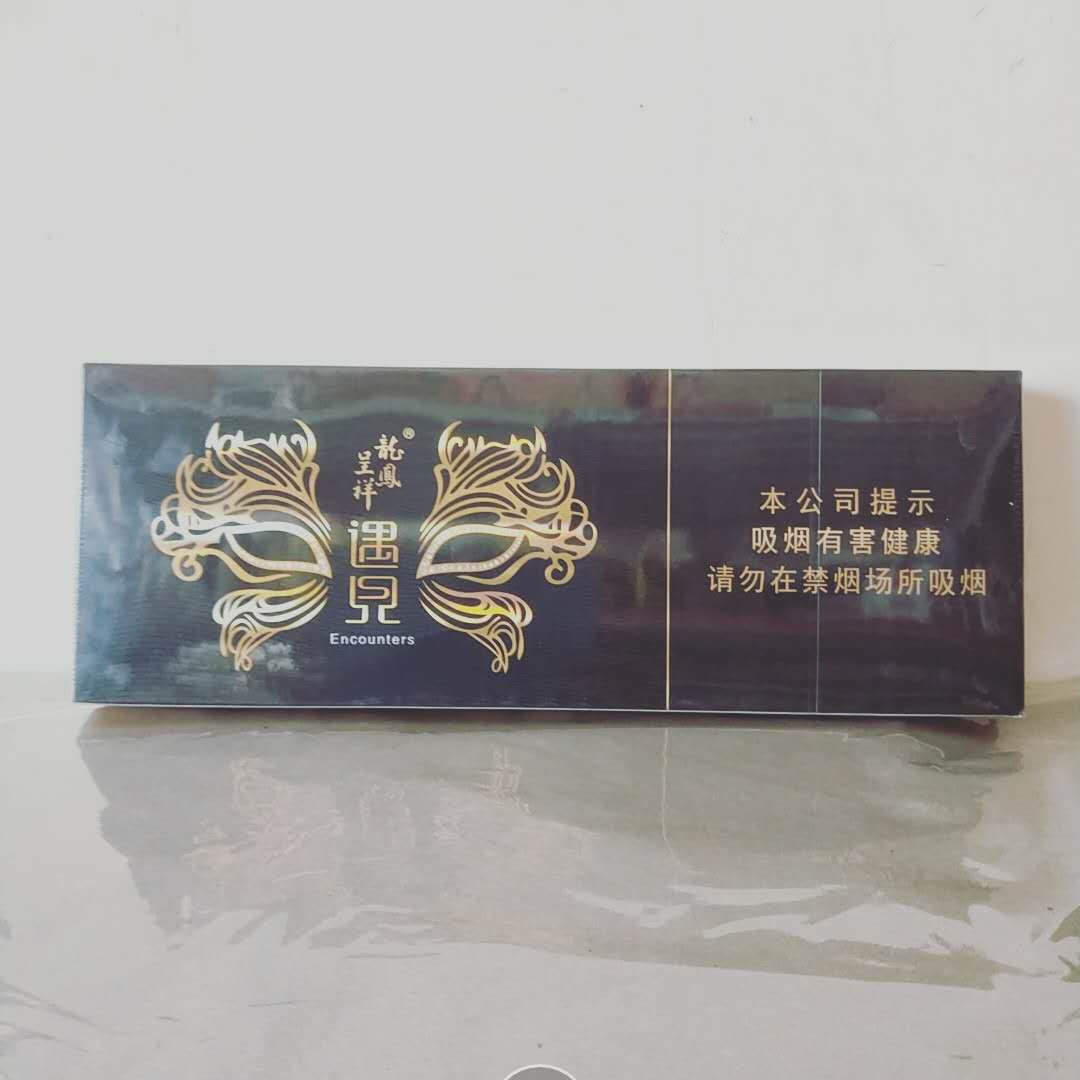 龍鳳®
呈祥
遇見
Encounters
本公司提示
吸烟有害健康
请勿在禁烟场所吸烟